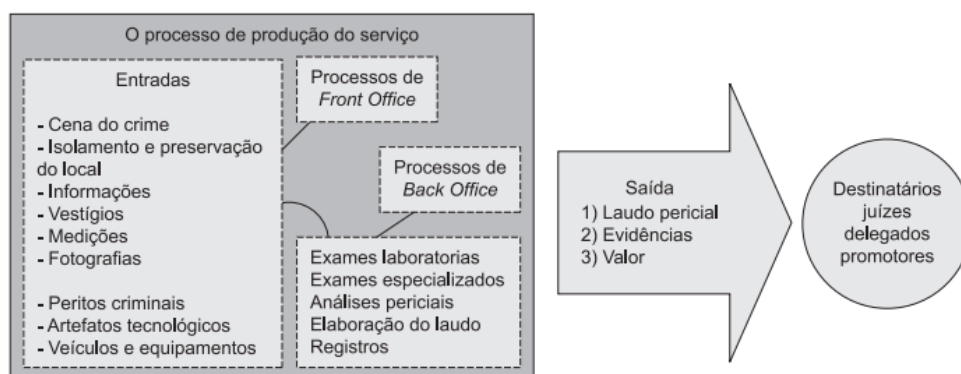 O processo de produção do serviço
Entradas
- Cena do crime
- Isolamento e preservação
do local
- Informações
- Vestígios
- Medições
- Fotografias
- Peritos criminais
- Artefatos tecnológicos
- Veículos e equipamentos
Processos de
Front Office
Processos de
Back Office
Exames laboratorias
Exames especializados
Análises periciais
Elaboração do laudo
Registros
Saída
1) Laudo pericial
2) Evidências
3) Valor
Destinatários
juízes
delegados
promotores